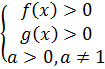 f(x) > 0
g(x) > 0
a > 0, a ≠ 1